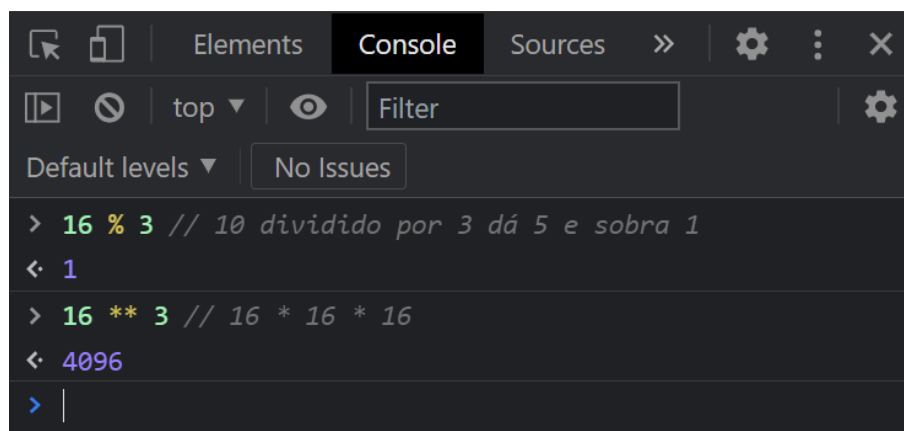 Elements Console Sources »
top ▼ Filter
Default levels ▼ No Issues
> 16 % 3 // 10 dividido por 3 dá 5 e sobra 1
<· 1
> 16 ** 3 // 16 * 16 * 16
<· 4096
>